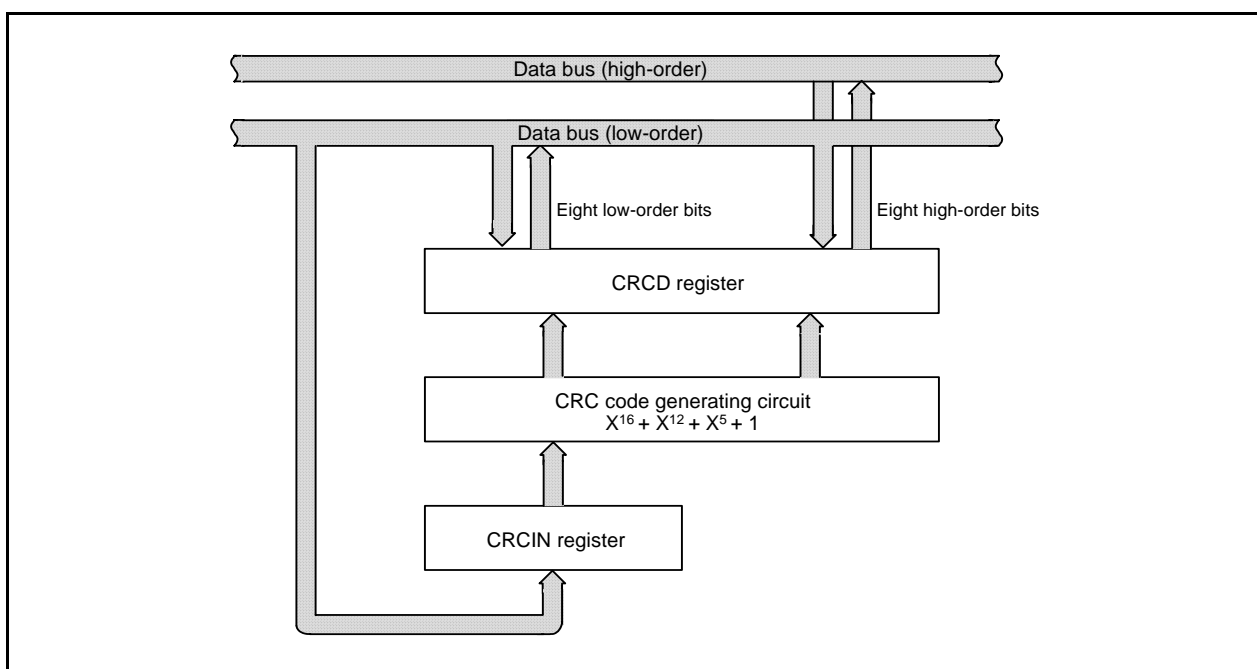 Data bus (high-order)
Data bus (low-order)
Eight low-order bits
Eight high-order bits
CRCD register
CRC code generating circuit
X¹⁶ + X¹² + X⁵ + 1
CRCIN register